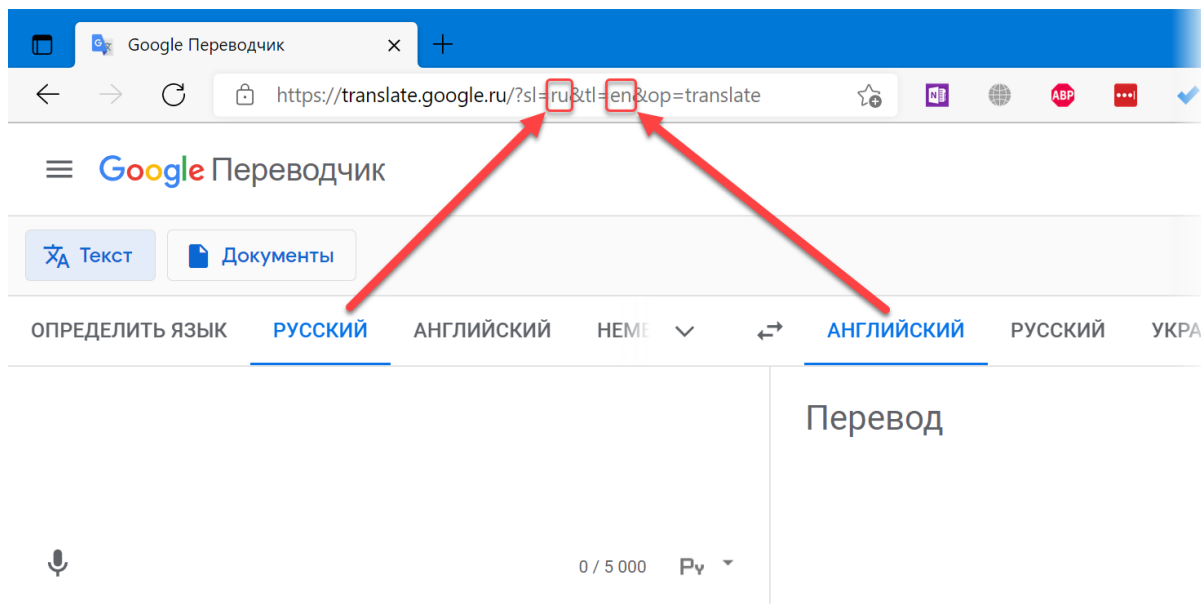 Google Переводчик
https://translate.google.ru/?sl=ru&tl=en&op=translate
ABP
Google Переводчик
Текст
Документы
ОПРЕДЕЛИТЬ ЯЗЫК РУССКИЙ АНГЛИЙСКИЙ НЕМЕ АНГЛИЙСКИЙ РУССКИЙ УКРА
Перевод
0 / 5 000 Ру